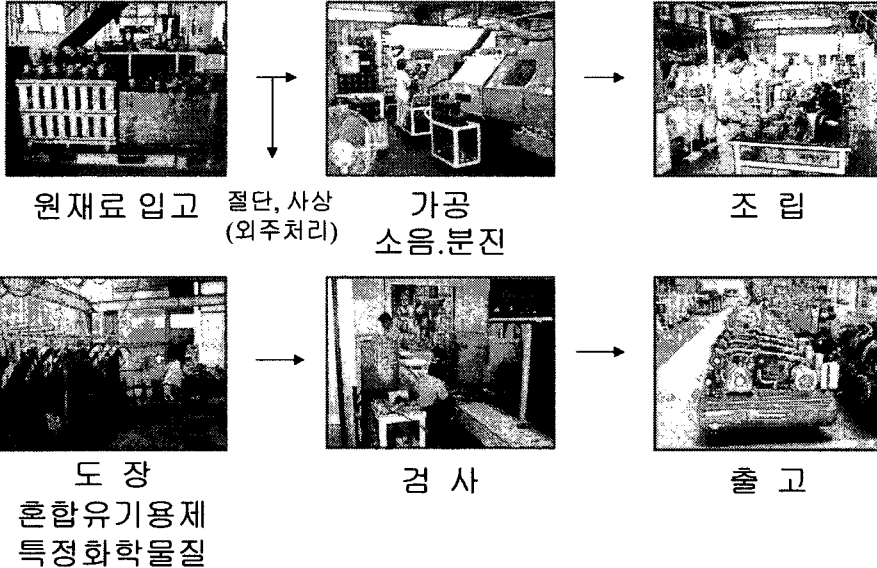 원재료 입고
절단, 사상
(외주처리)
가공
소음.분진
조 립
도 장
혼합유기용제
특정화학물질
검 사
출 고